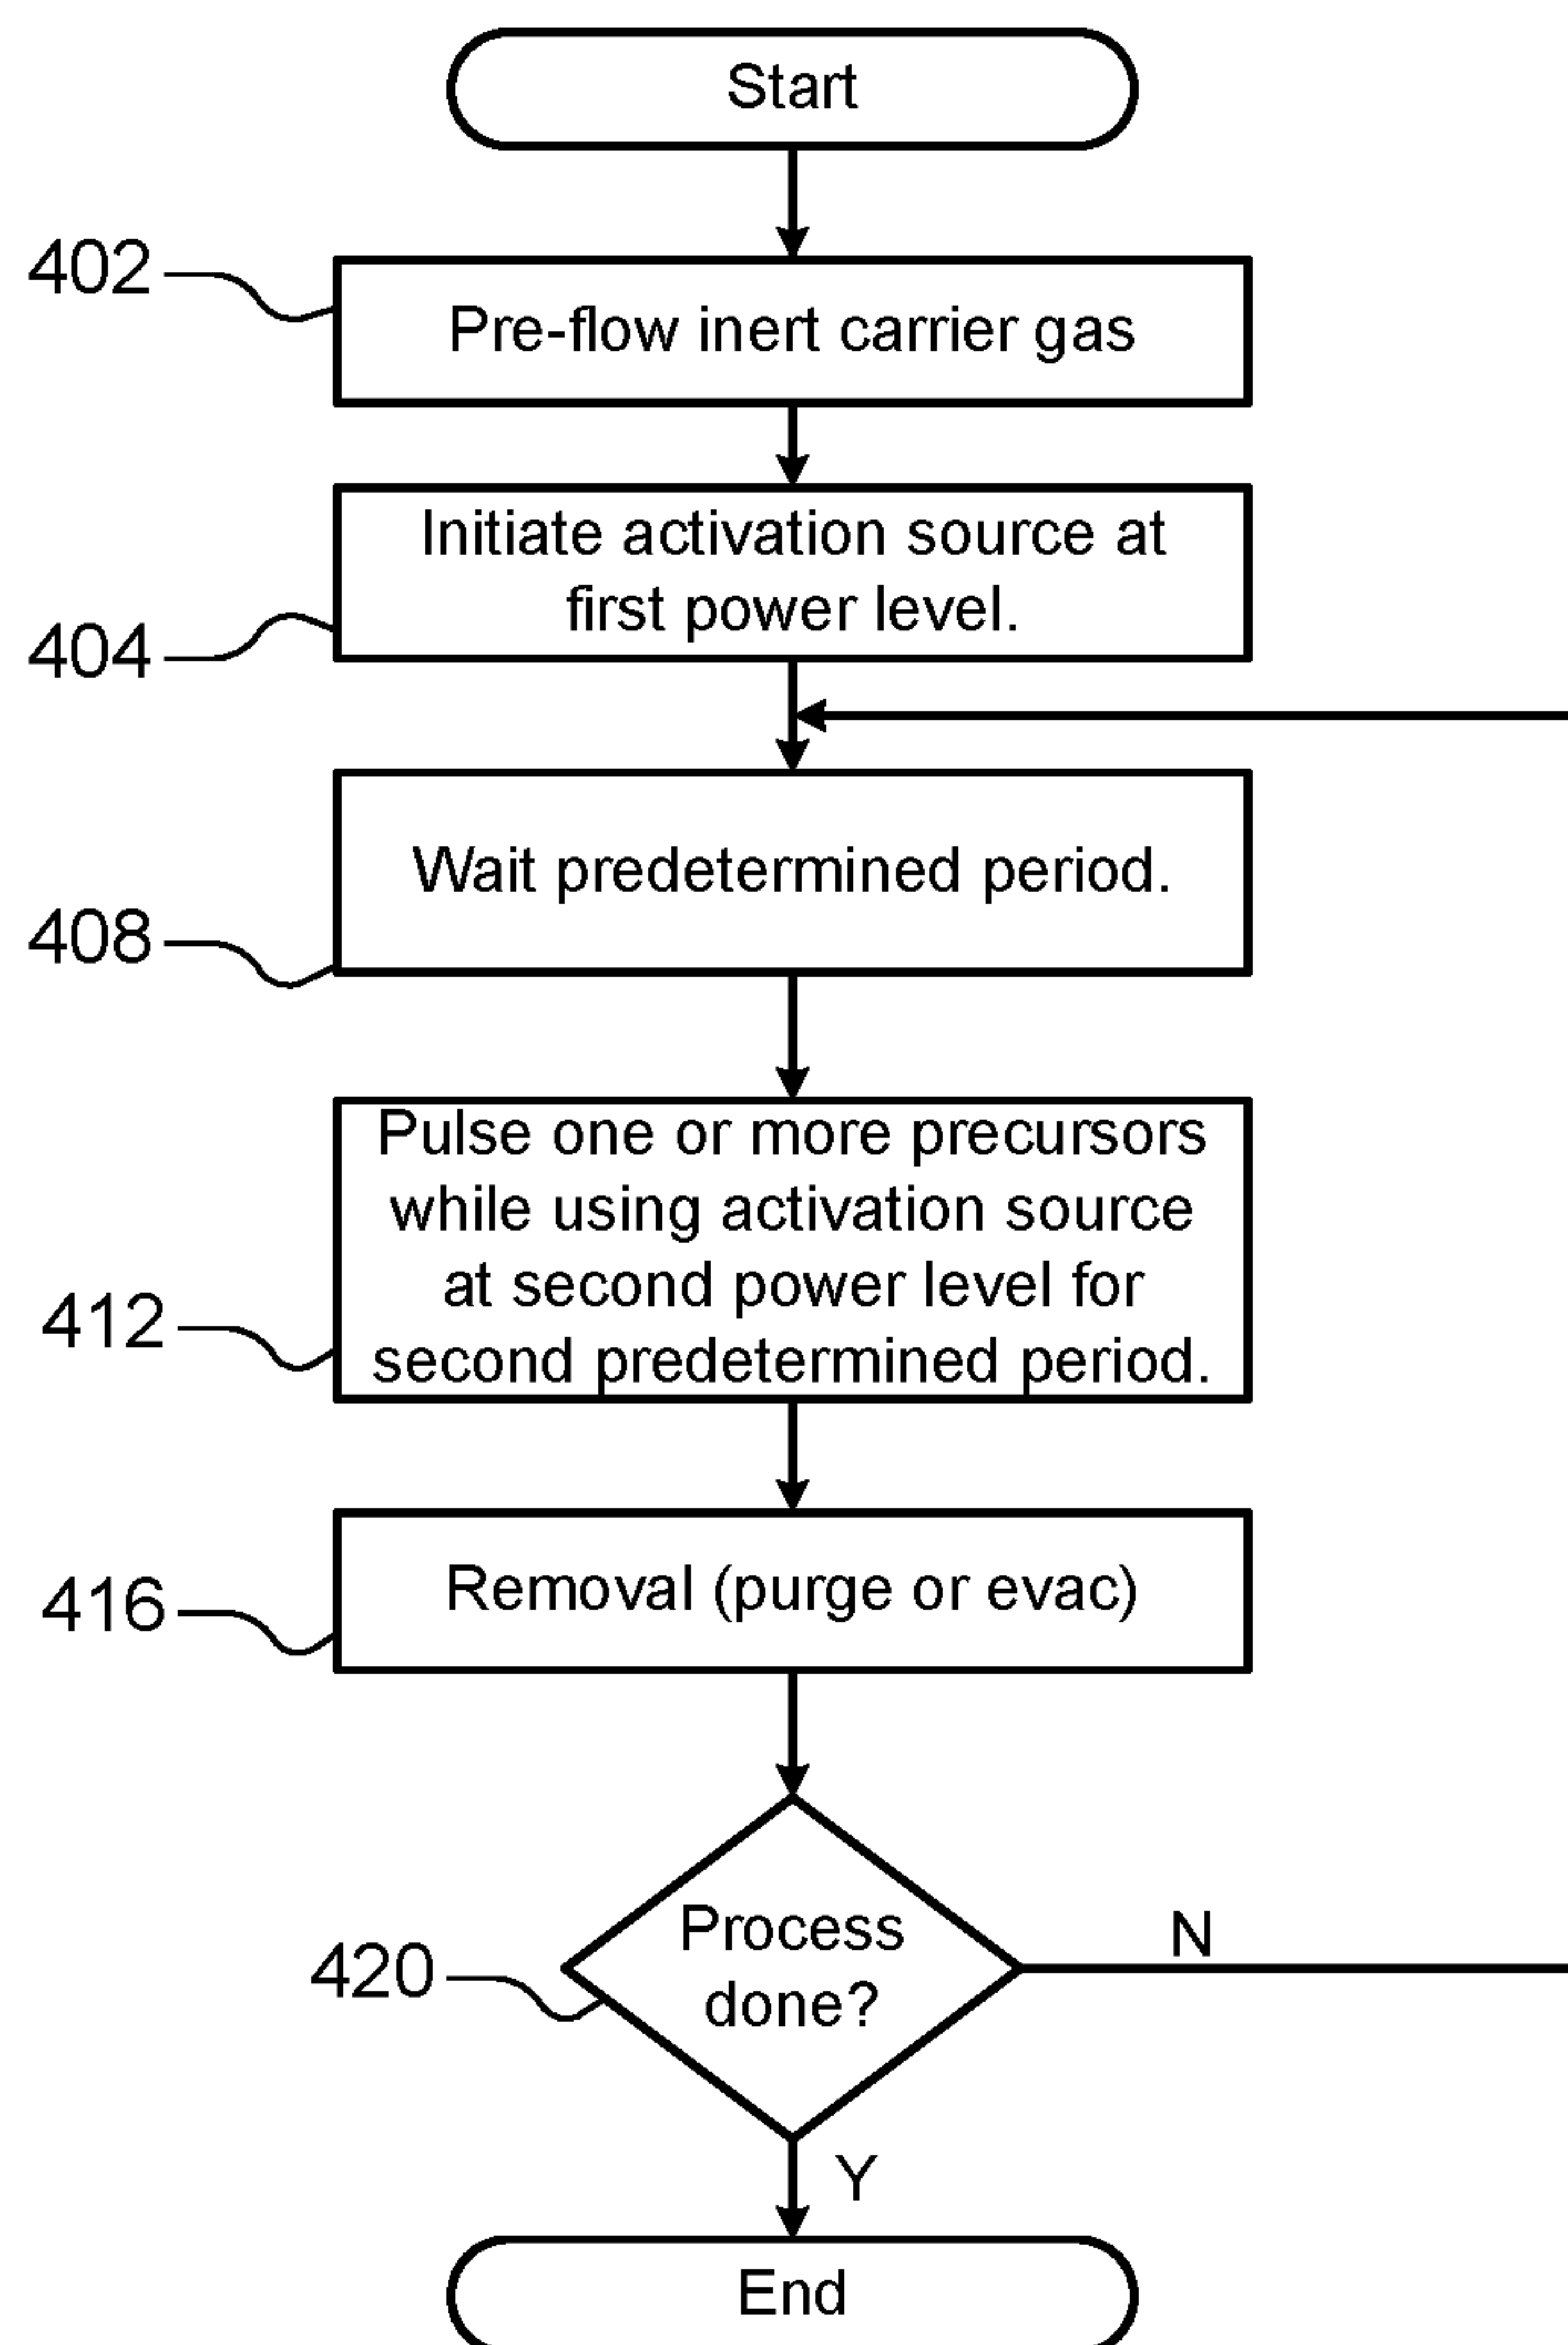 Start
402
Pre-flow inert carrier gas
Initiate activation source at
first power level.
404
Wait predetermined period.
408
Pulse one or more precursors
while using activation source
at second power level for
second predetermined period.
412
Removal (purge or evac)
416
Process
done?
N
420
Y
End